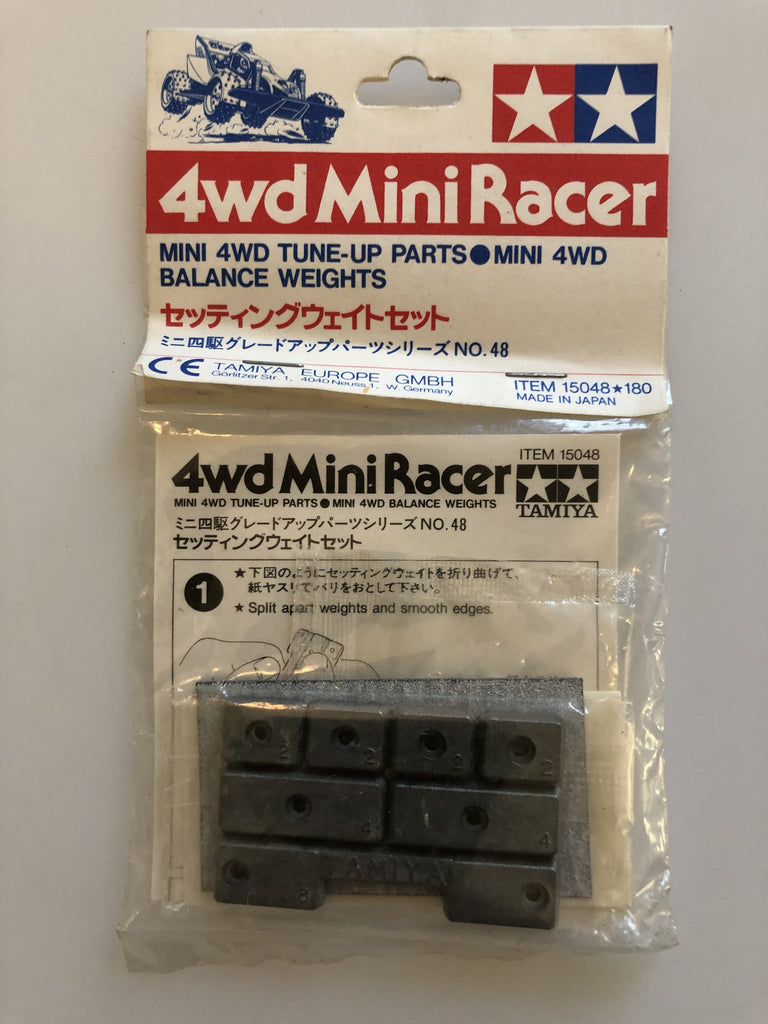 4wd Mini Racer
MINI 4WD TUNE-UP PARTS●MINI 4WD
BALANCE WEIGHTS
セッティングウェイトセット
ミニ四駆グレードアップパーツシリーズ NO.48
CE TAMIYA EUROPE GMBH
Görlitzer Str. 1, 4040 Neuss 1, W. Germany
ITEM 15048★180
MADE IN JAPAN
ITEM 15048
4wd Mini Racer
MINI 4WD TUNE-UP PARTS● MINI 4WD BALANCE WEIGHTS
TAMIYA
ミニ四駆グレードアップパーツシリーズ NO.48
セッティングウェイトセット
1
★下図のようにセッティングウェイトを折り曲げて、
紙ヤスリでバリをおとして下さい。
★Split apart weights and smooth edges.
2 2 2 2
4 4
TAMIYA
8